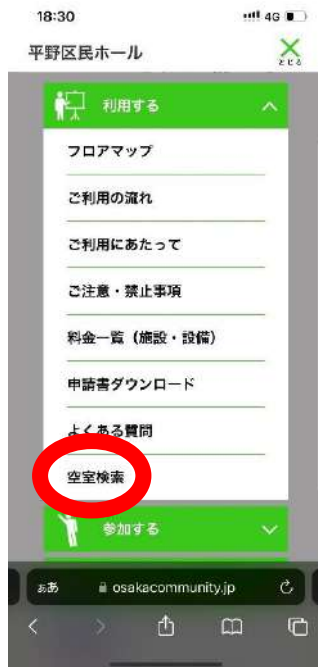 18:30
4G
平野区民ホール
とじる
利用する
フロアマップ
ご利用の流れ
ご利用にあたって
ご注意・禁止事項
料金一覧（施設・設備）
申請書ダウンロード
よくある質問
空室検索
参加する
ぁあ
osakacommunity.jp